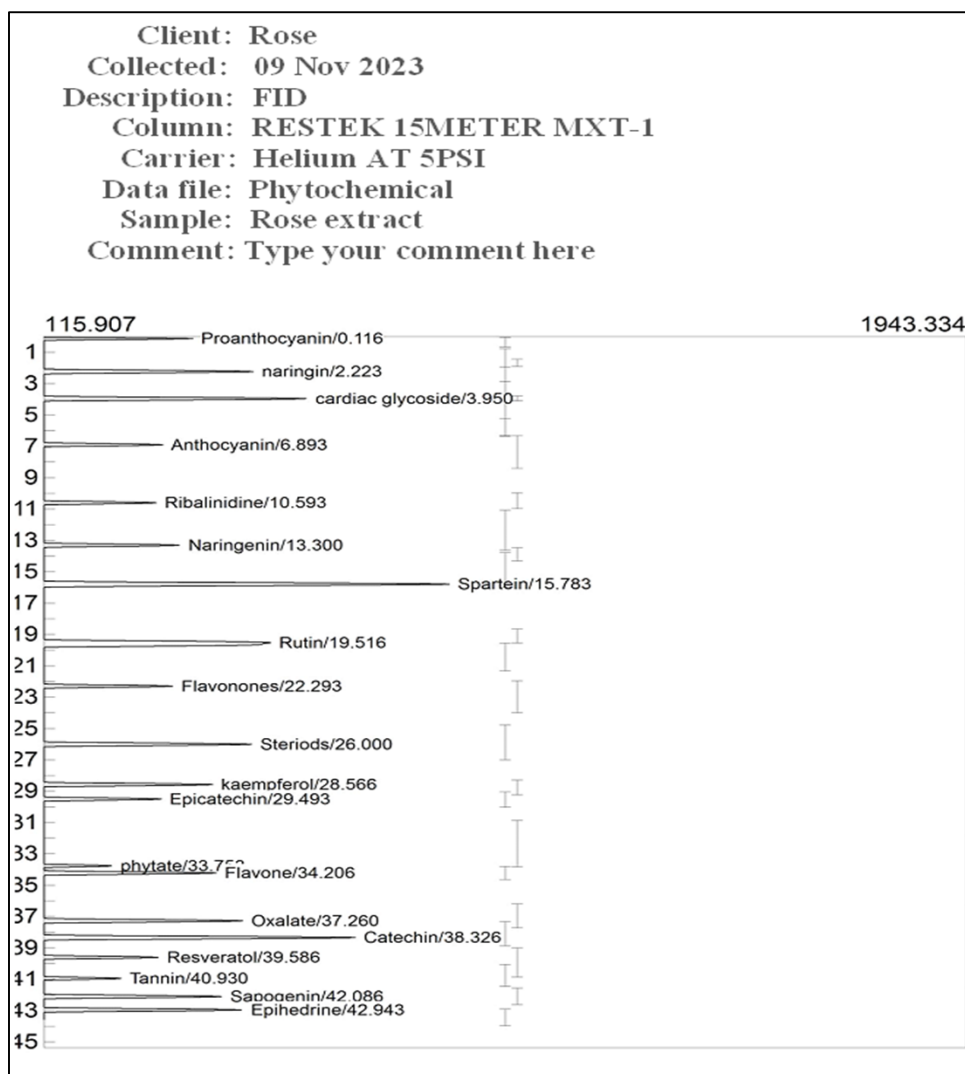 Client: Rose
Collected: 09 Nov 2023
Description: FID
Column: RESTEK 15METER MXT-1
Carrier: Helium AT 5PSI
Data file: Phytochemical
Sample: Rose extract
Comment: Type your comment here
115.907 1943.334
Proanthocyanin/0.116
1
naringin/2.223
3
cardiac glycoside/3.950
5
7 Anthocyanin/6.893
9
Ribalinidine/10.593
11
13 Naringenin/13.300
15
Spartein/15.783
17
19
Rutin/19.516
21
Flavonones/22.293
23
25
Steriods/26.000
27
kaempferol/28.566
29
Epicatechin/29.493
31
33
phytate/33.75
Flavone/34.206
35
37 Oxalate/37.260
Catechin/38.326
39
Resveratol/39.586
41 Tannin/40.930
Sapogenin/42.086
43 Epihedrine/42.943
45